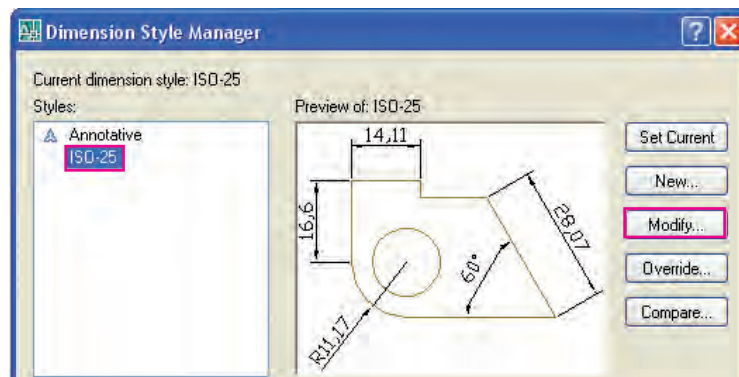 Dimension Style Manager
Current dimension style: ISO-25
Styles:
Annotative
ISO-25
Preview of: ISO-25
14,11
16,6
28,07
60°
R11,17
Set Current
New...
Modify...
Override...
Compare...